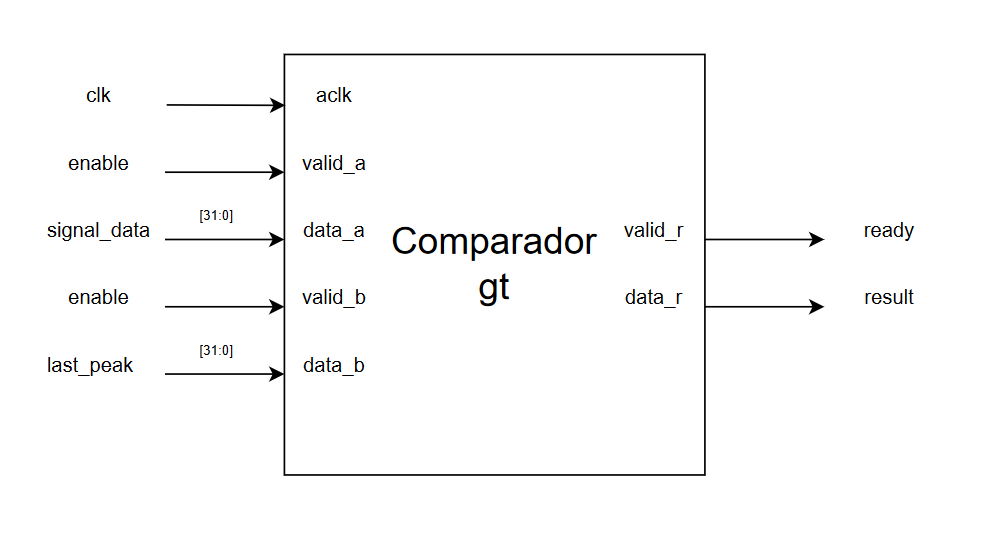 clk
aclk
enable
valid_a
signal_data
[31:0]
data_a
Comparador
gt
valid_r
ready
enable
valid_b
data_r
result
last_peak
[31:0]
data_b